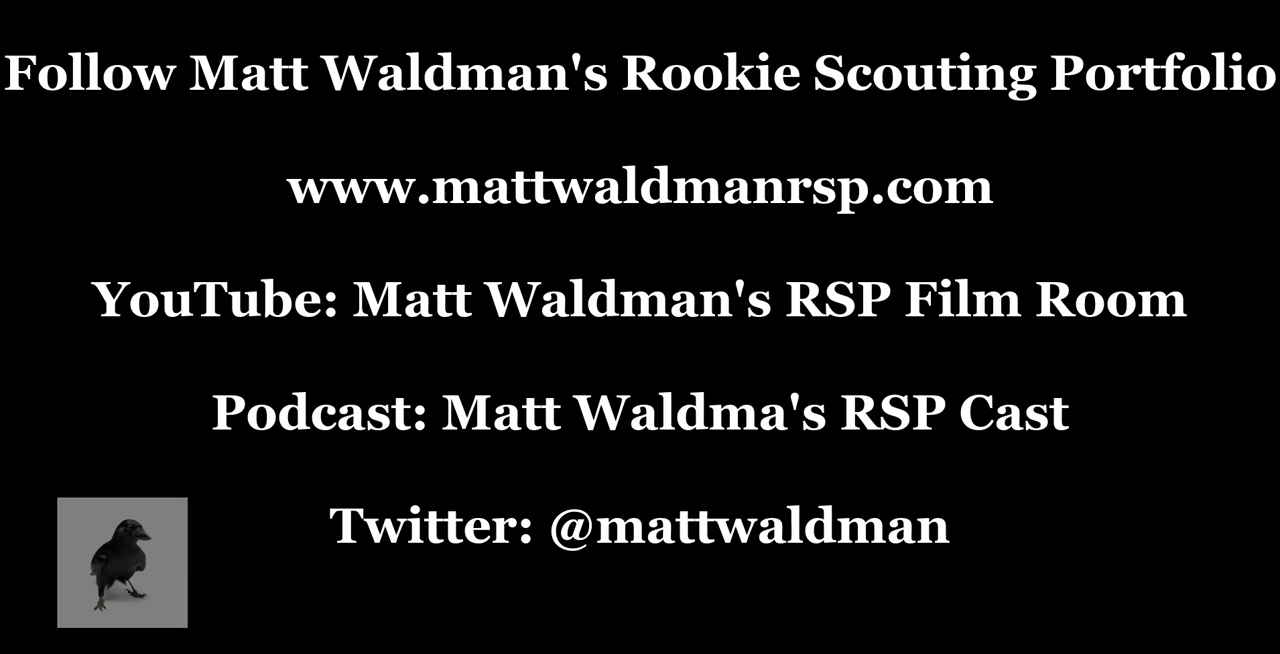 Follow Matt Waldman's Rookie Scouting Portfolio
www.mattwaldmanrsp.com
YouTube: Matt Waldman's RSP Film Room
Podcast: Matt Waldma's RSP Cast
Twitter: @mattwaldman